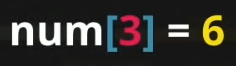 num[3] = 6